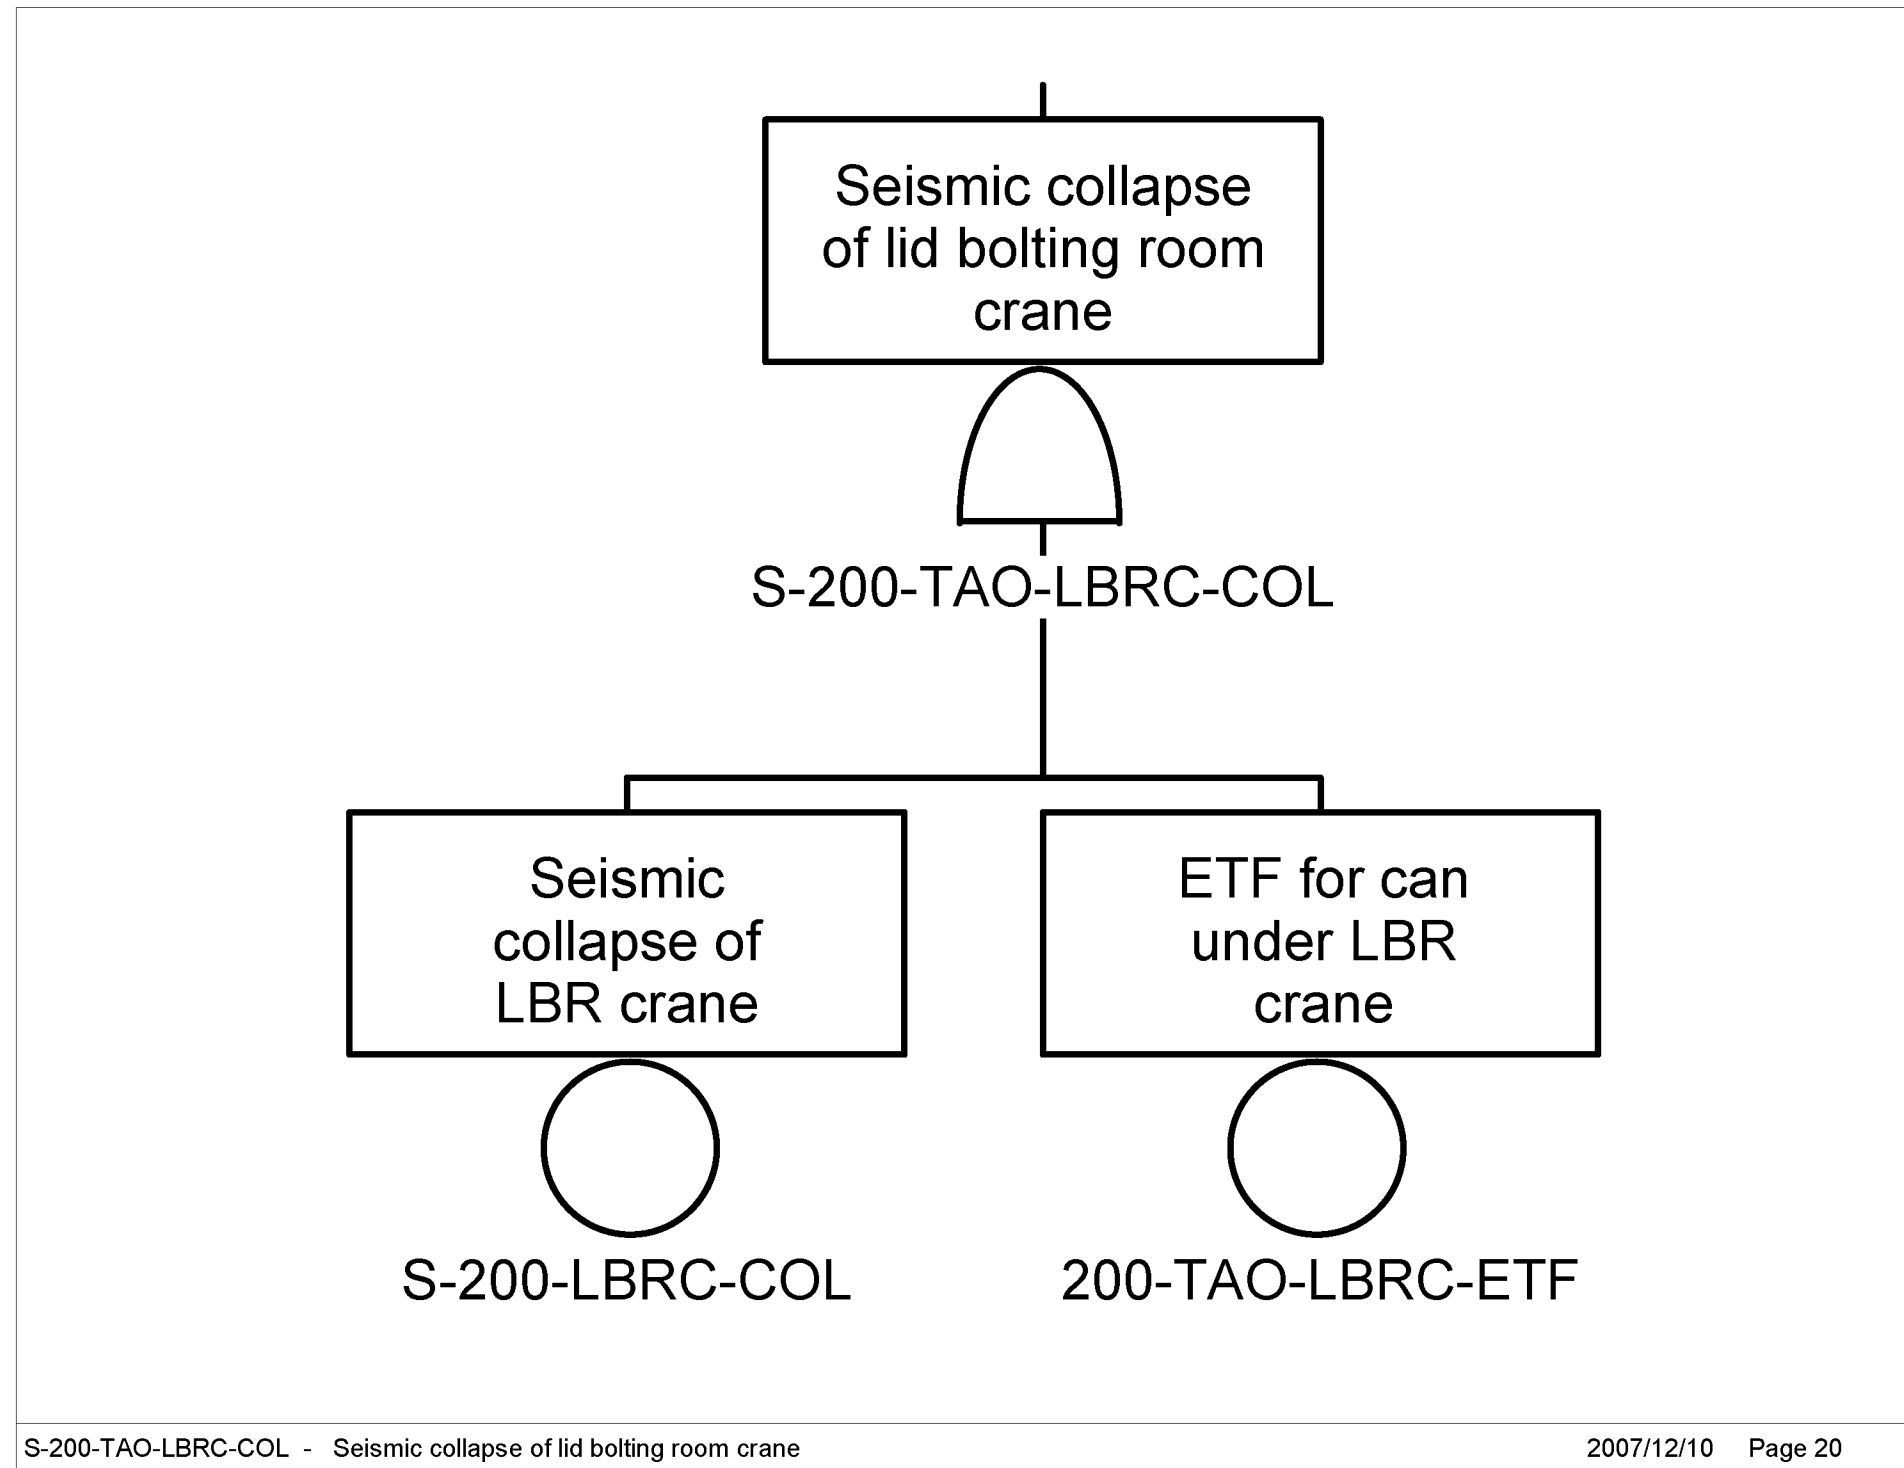 Seismic collapse
of lid bolting room
crane
S-200-TAO-LBRC-COL
Seismic
collapse of
LBR crane
ETF for can
under LBR
crane
S-200-LBRC-COL
200-TAO-LBRC-ETF
S-200-TAO-LBRC-COL - Seismic collapse of lid bolting room crane
2007/12/10 Page 20